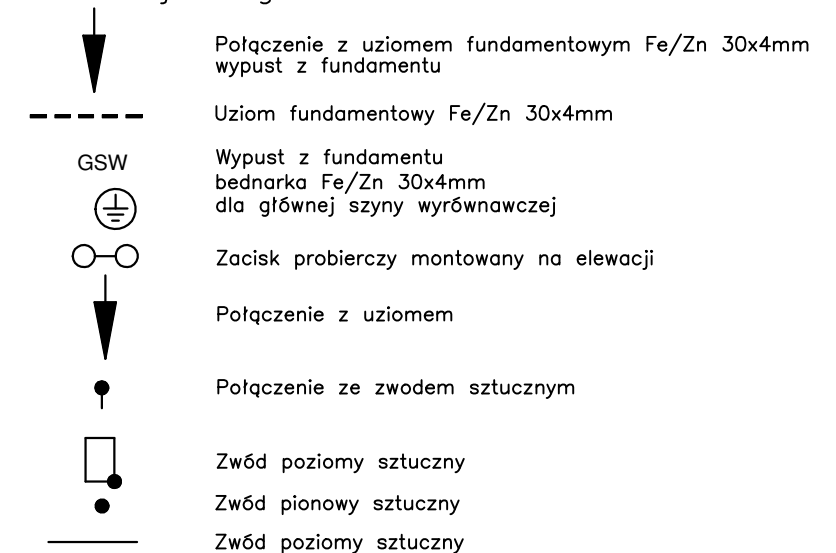 Połączenie z uziomem fundamentowym Fe/Zn 30x4mm
wypust z fundamentu
Uziom fundamentowy Fe/Zn 30x4mm
GSW
Wypust z fundamentu
bednarka Fe/Zn 30x4mm
dla głównej szyny wyrównawczej
Zacisk probierczy montowany na elewacji
Połączenie z uziomem
Połączenie ze zwodem sztucznym
Zwód poziomy sztuczny
Zwód pionowy sztuczny
Zwód poziomy sztuczny